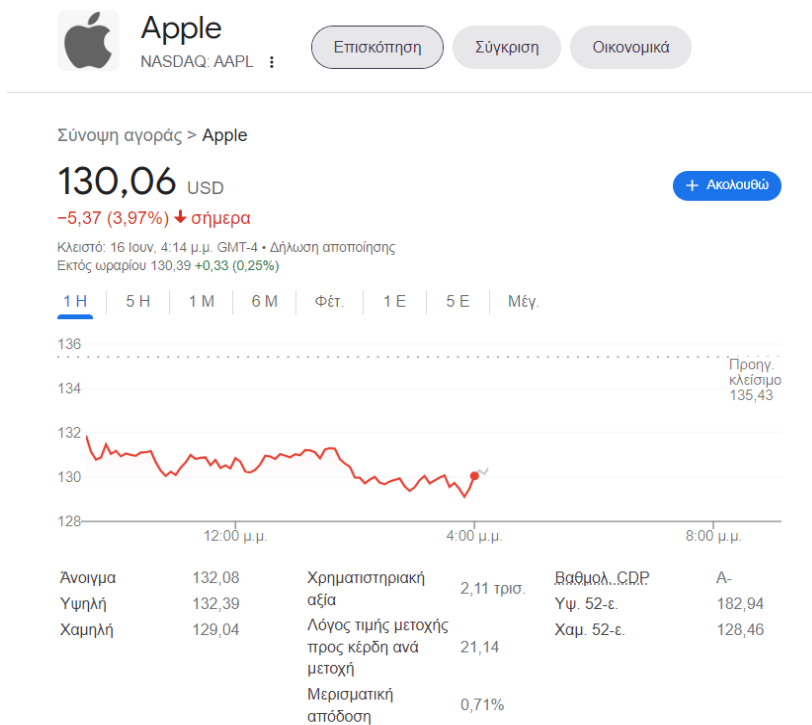 Apple
NASDAQ: AAPL
Επισκόπηση
Σύγκριση
Οικονομικά
Σύνοψη αγοράς > Apple
130,06 USD
+ Ακολουθώ
−5,37 (3,97%) σήμερα
Κλειστό: 16 Ιουν, 4:14 μ.μ. GMT-4 • Δήλωση αποποίησης
Εκτός ωραρίου 130,39 +0,33 (0,25%)
1 Η
5 Η
1 Μ
6 Μ
Φέτ.
1 Ε
5 Ε
Μέγ.
136
134
132
130
128
Προηγ.
κλείσιμο
135,43
12:00 μ.μ.
4:00 μ.μ.
8:00 μ.μ.
Άνοιγμα 132,08
Υψηλή 132,39
Χαμηλή 129,04
Χρηματιστηριακή
αξία 2,11 τρισ.
Λόγος τιμής μετοχής
προς κέρδη ανά 21,14
μετοχή
Μερισματική
απόδοση 0,71%
Βαθμολ. CDP A-
Υψ. 52-ε. 182,94
Χαμ. 52-ε. 128,46